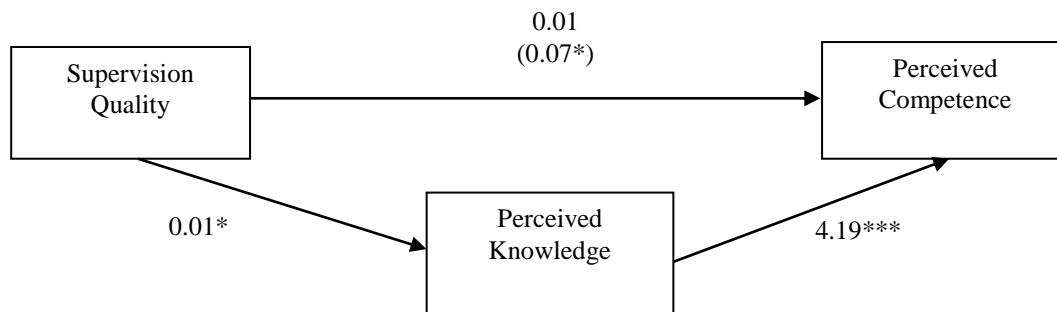 0.01
(0.07*)
Supervision
Quality
Perceived
Competence
0.01*
Perceived
Knowledge
4.19***